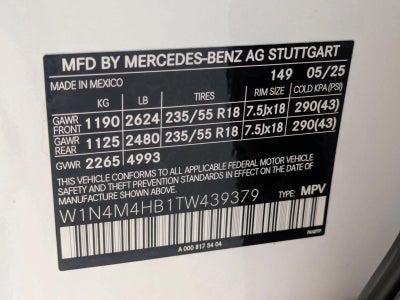 MFD BY MERCEDES-BENZ AG STUTTGART
149 05/25
MADE IN MEXICO
KG LB TIRES RIM SIZE COLD KPA(PSI)
GAWR FRONT 1190 2624 235/55 R18 7.5Jx18 290(43)
GAWR REAR 1125 2480 235/55 R18 7.5Jx18 290(43)
GVWR 2265 4993
THIS VEHICLE CONFORMS TO ALL APPLICABLE FEDERAL MOTOR VEHICLE
SAFETY STANDARDS IN EFFECT ON THE DATE OF
MANUFACTURE SHOWN ABOVE.
W1N4M4HB1TW439379 TYPE: MPV
A 000 817 54 04